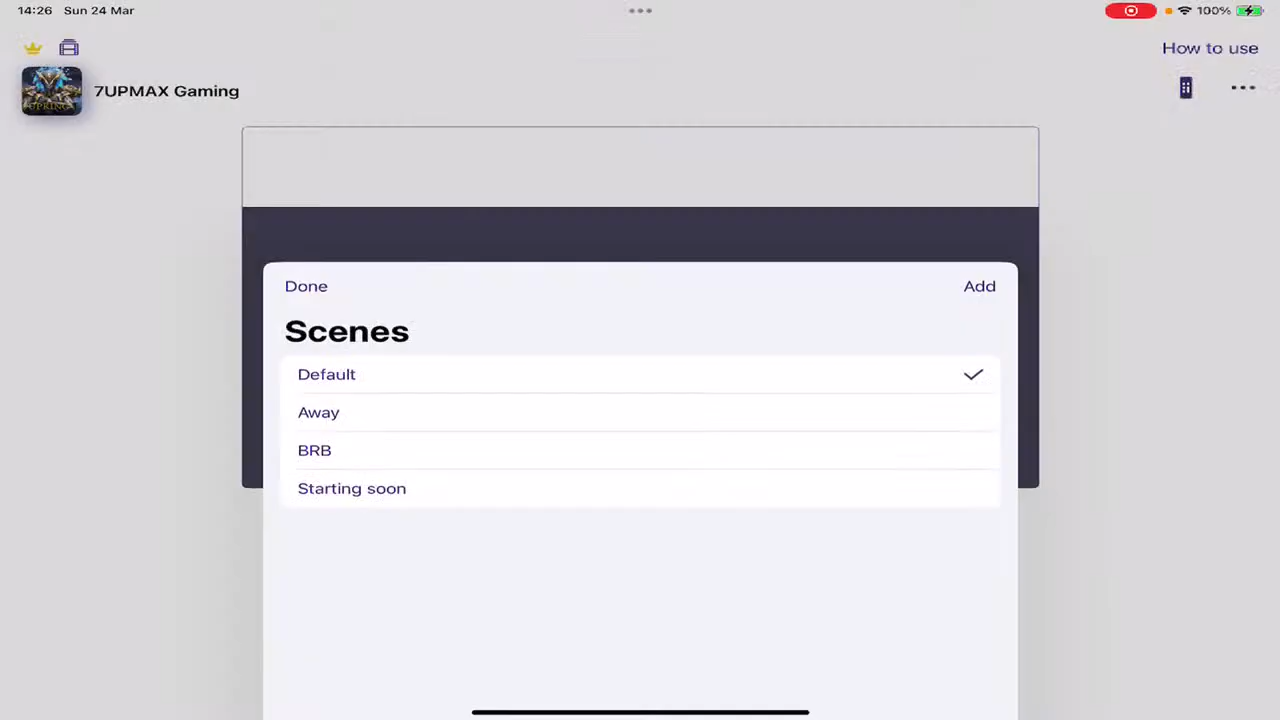 14:26 Sun 24 Mar
100%
How to use
7UPMAX Gaming
Done
Add
Scenes
Default
Away
BRB
Starting soon